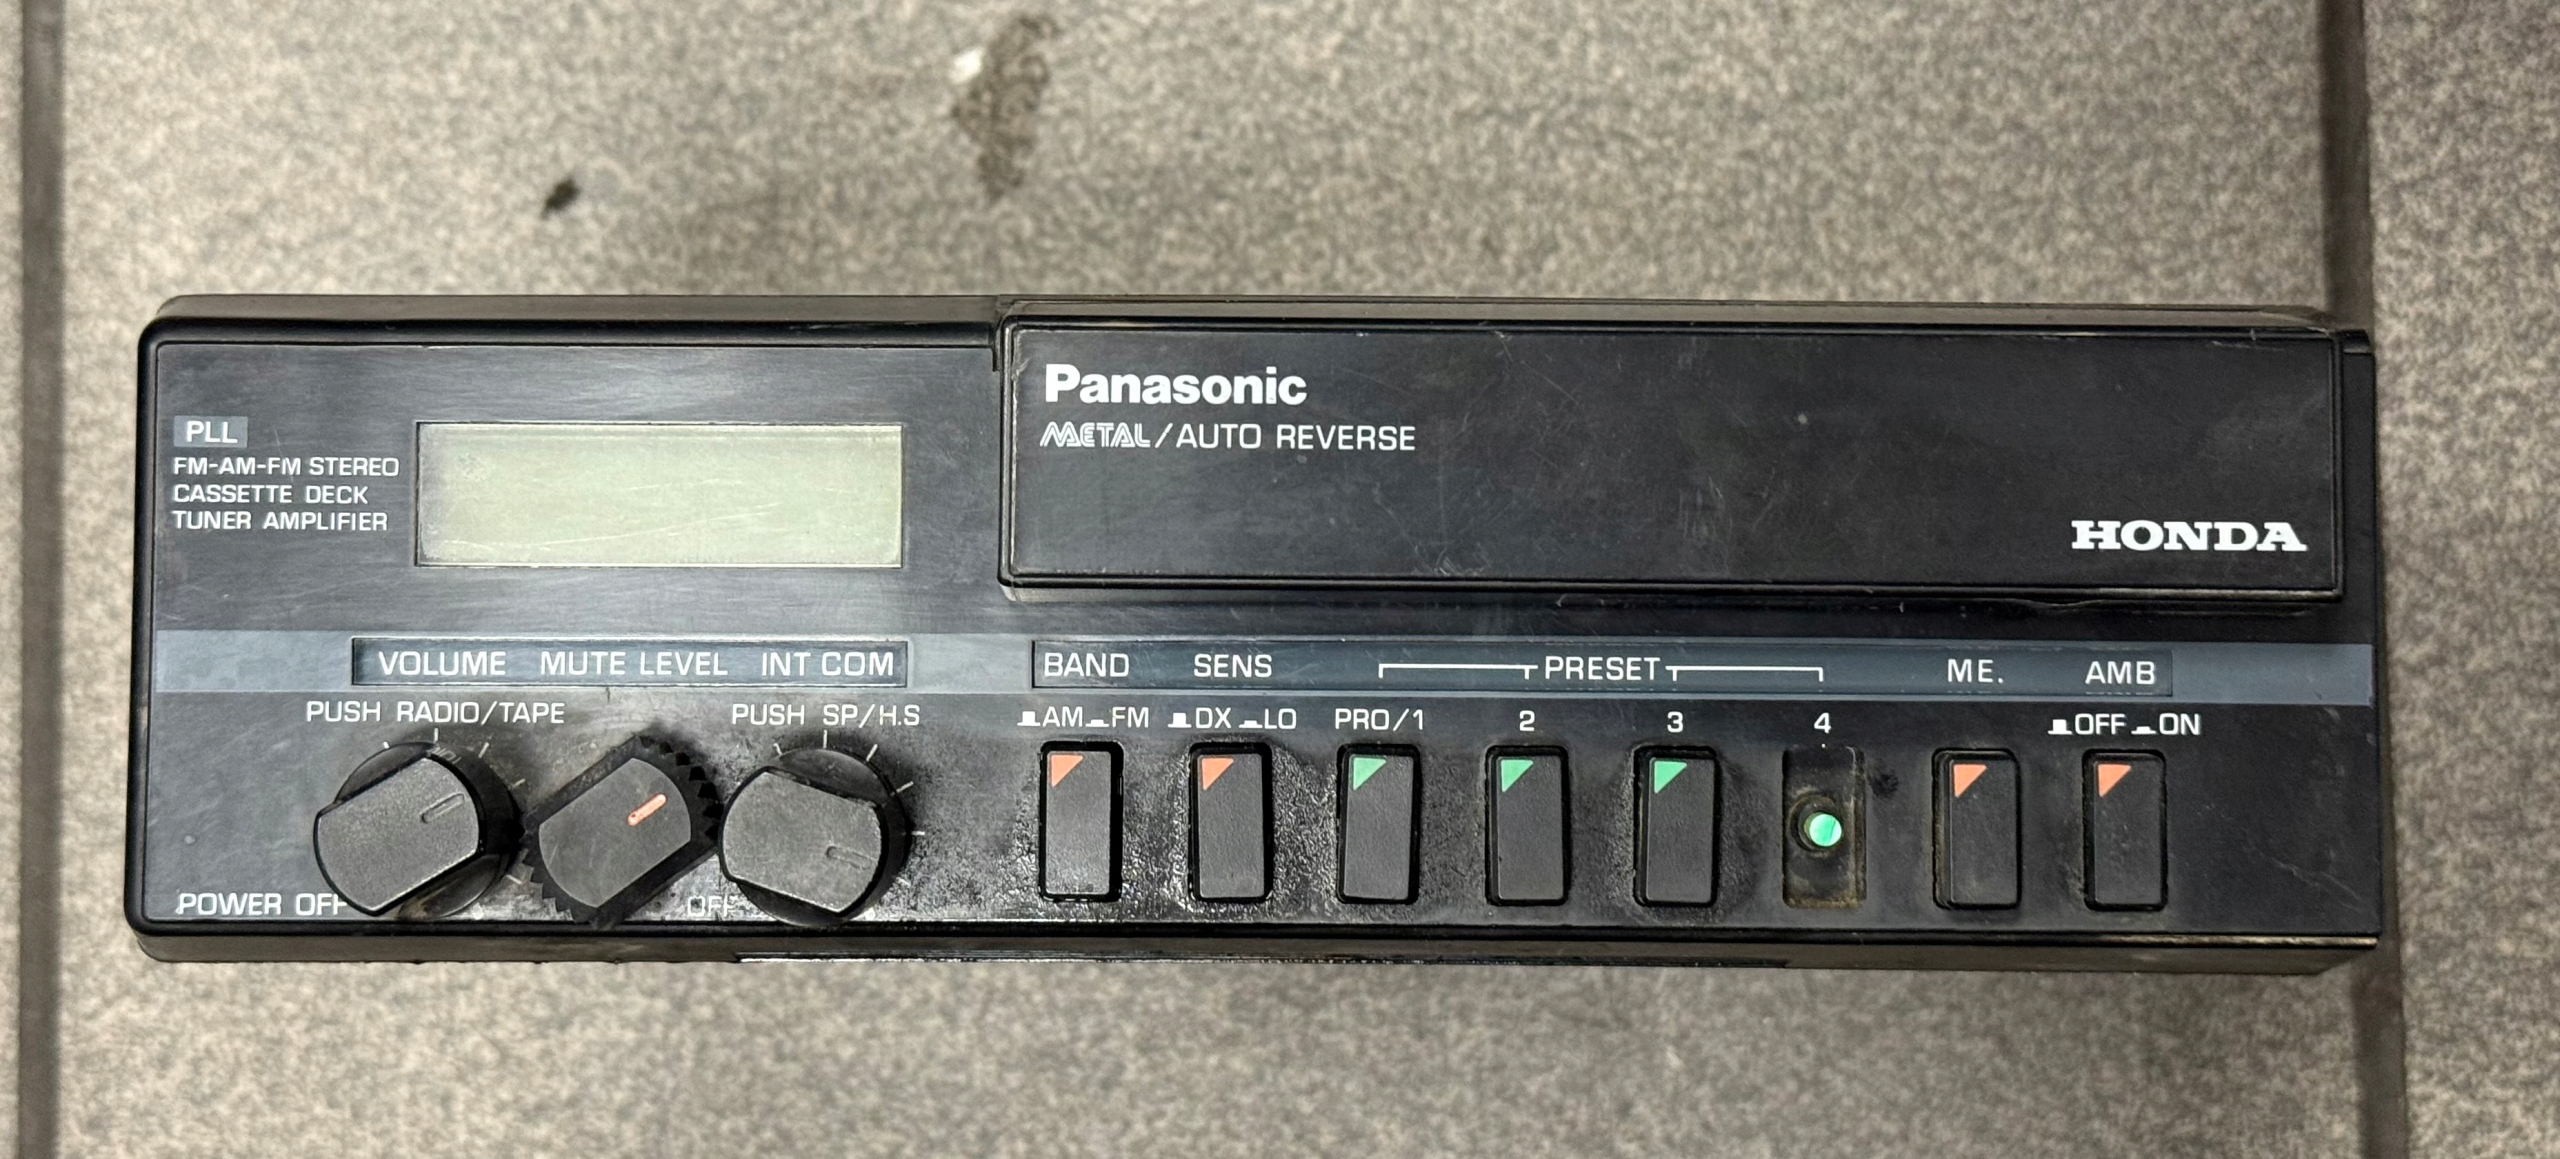 Panasonic
METAL/AUTO REVERSE
HONDA
PLL
FM-AM-FM STEREO
CASSETTE DECK
TUNER AMPLIFIER
VOLUME MUTE LEVEL INT COM
PUSH RADIO/TAPE PUSH SP/H.S
POWER OFF OFF
BAND SENS PRESET ME. AMB
AM FM DX LO PRO/1 2 3 4 OFF ON